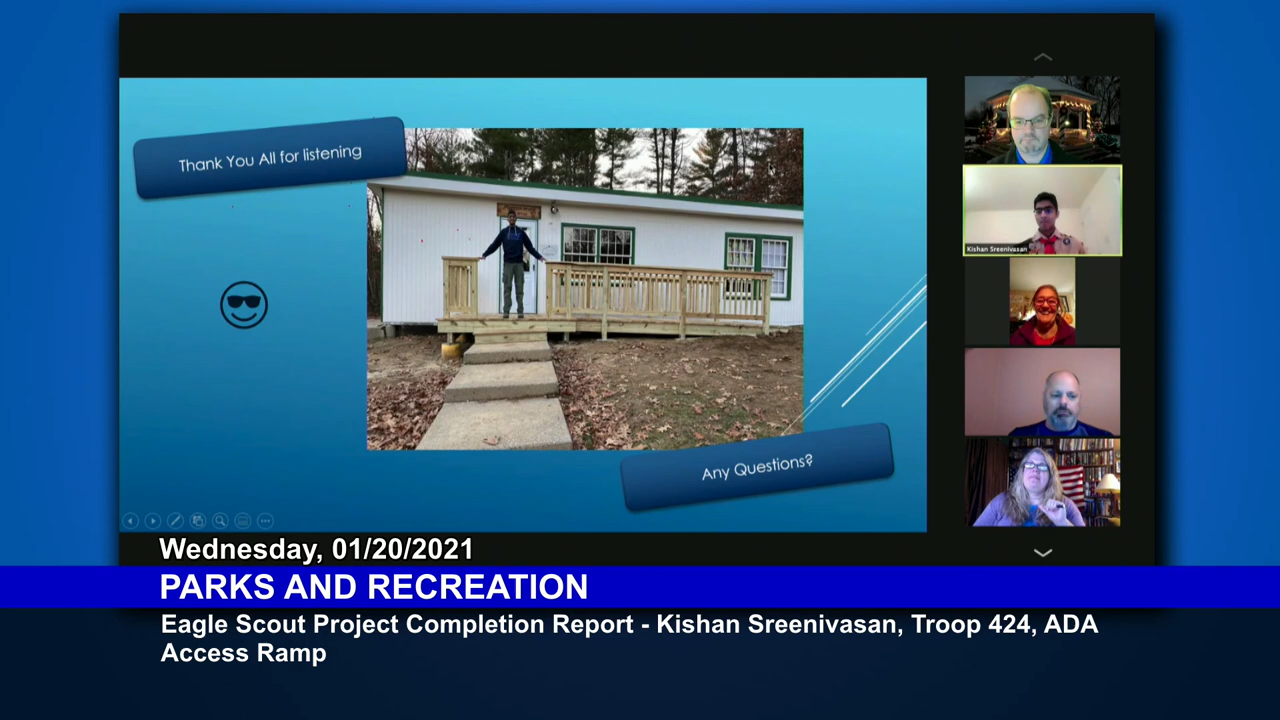 Thank You All for listening
Kishan Sreenivasan
Any Questions?
Wednesday, 01/20/2021
PARKS AND RECREATION
Eagle Scout Project Completion Report - Kishan Sreenivasan, Troop 424, ADA
Access Ramp